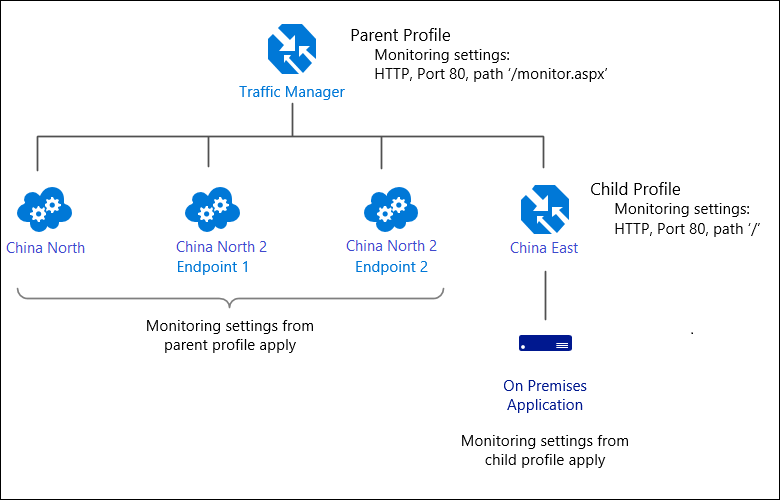 Parent Profile
Monitoring settings:
HTTP, Port 80, path ‘/monitor.aspx’
Traffic Manager
Child Profile
Monitoring settings:
HTTP, Port 80, path ‘/’
China North
China North 2
Endpoint 1
China North 2
Endpoint 2
China East
Monitoring settings from
parent profile apply
On Premises
Application
Monitoring settings from
child profile apply